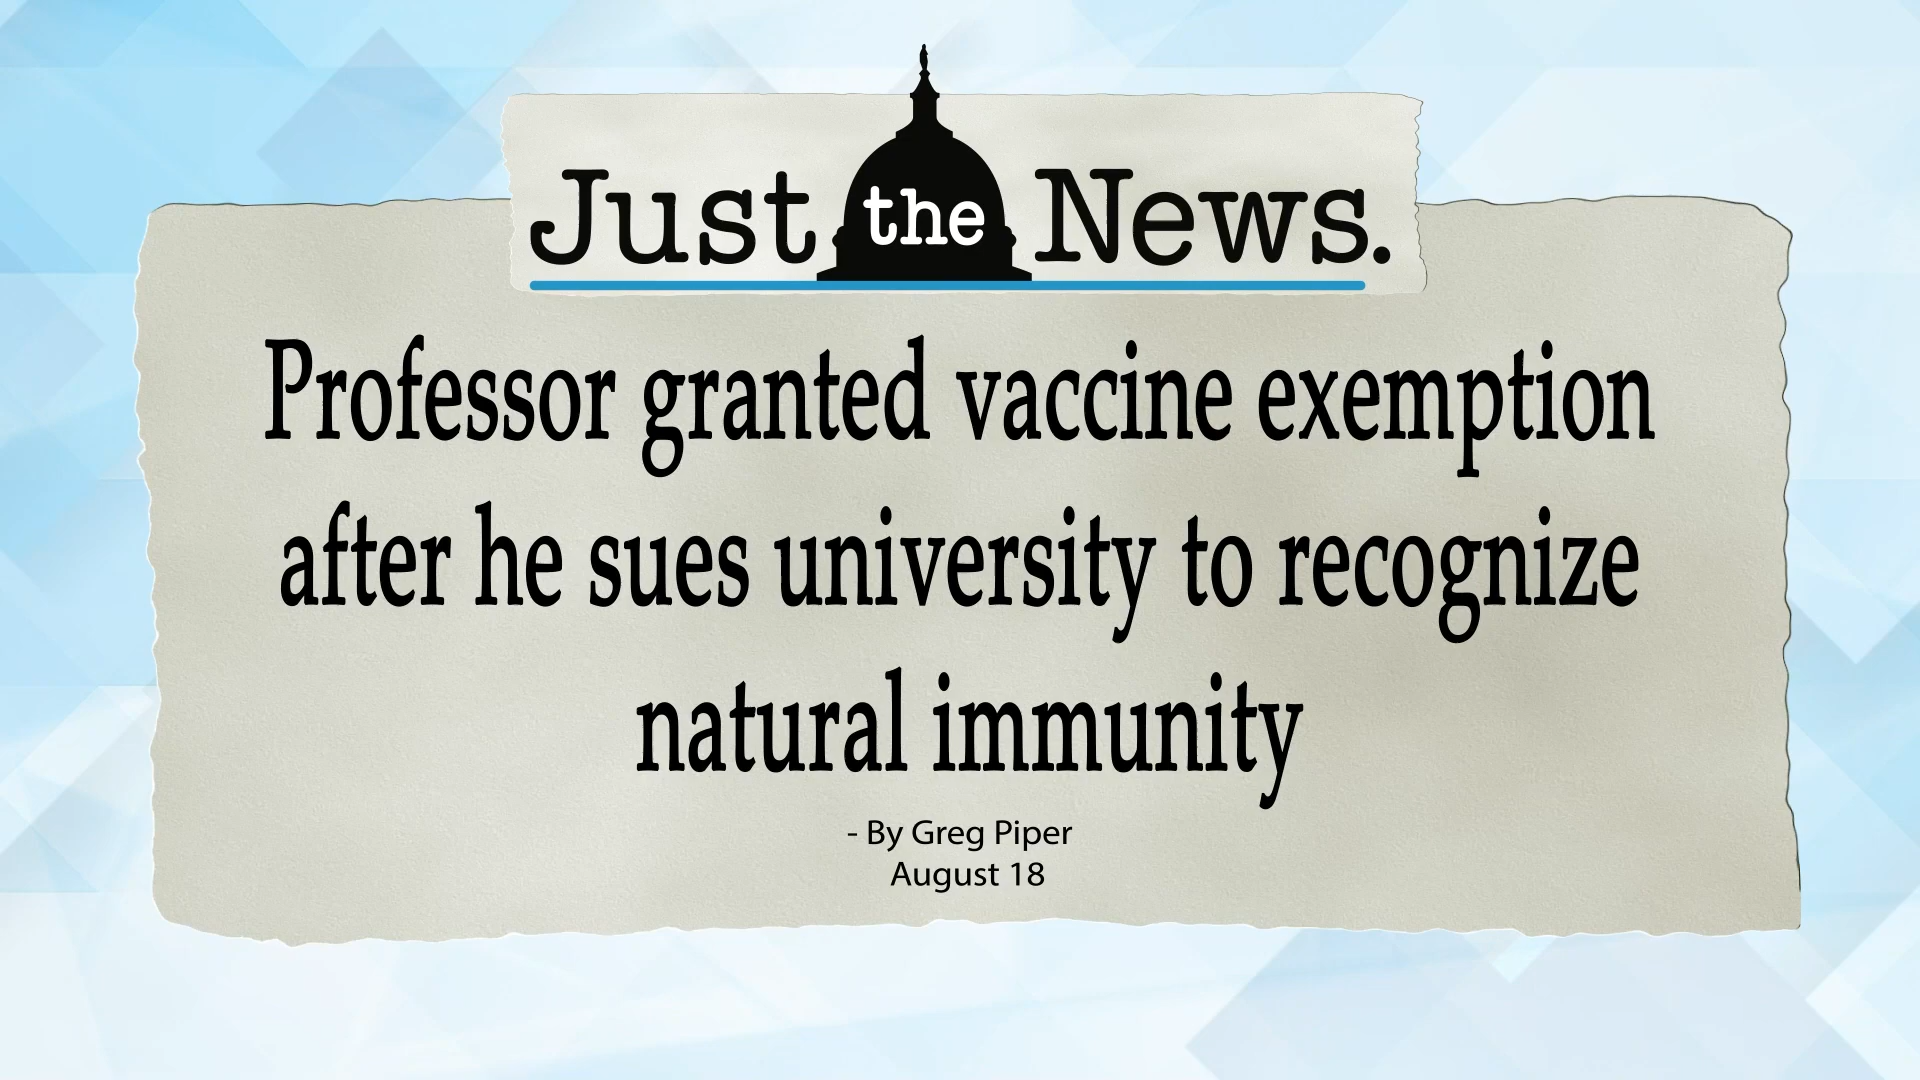 Just the News.
Professor granted vaccine exemption
after he sues university to recognize
natural immunity
- By Greg Piper
August 18